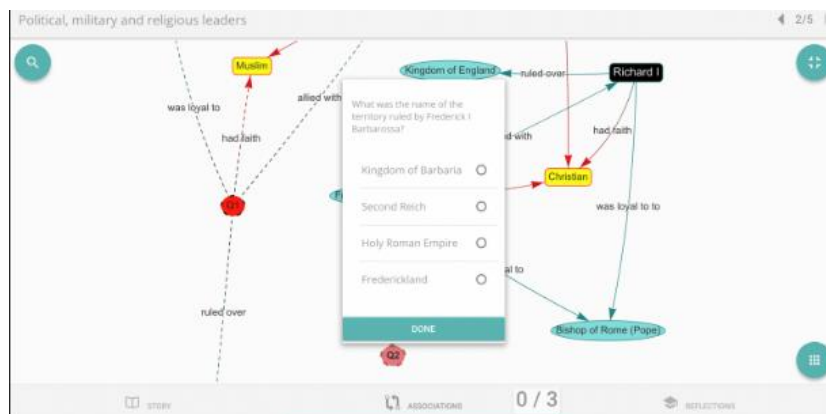 Political, military and religious leaders
2/5
Muslim
Kingdom of England
ruled over
Richard I
was loyal to
allied with
had faith
What was the name of the
territory ruled by Frederick I
Barbarossa?
d with
had faith
Kingdom of Barbaria
Christian
Q1
Second Reich
was loyal to to
Holy Roman Empire
Frederickland
al to
ruled over
DONE
Bishop of Rome (Pope)
Q2
STORY
ASSOCIATIONS
0 / 3
REFLECTIONS